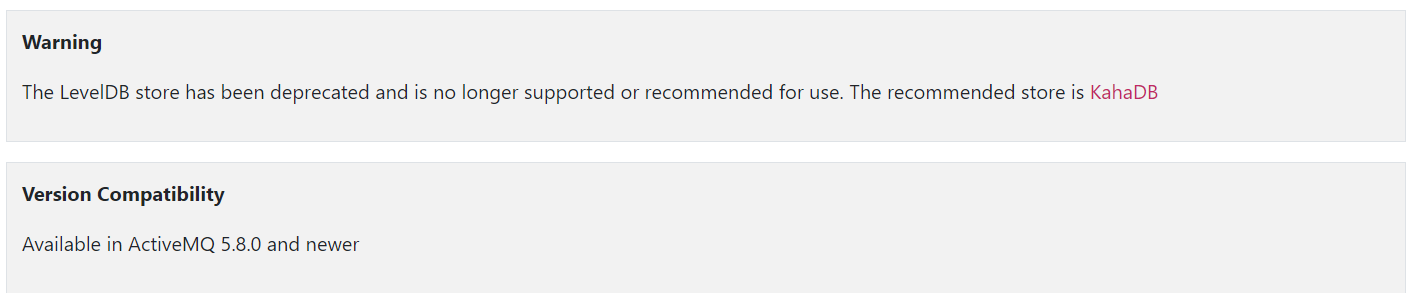 Warning
The LevelDB store has been deprecated and is no longer supported or recommended for use. The recommended store is KahaDB
Version Compatibility
Available in ActiveMQ 5.8.0 and newer